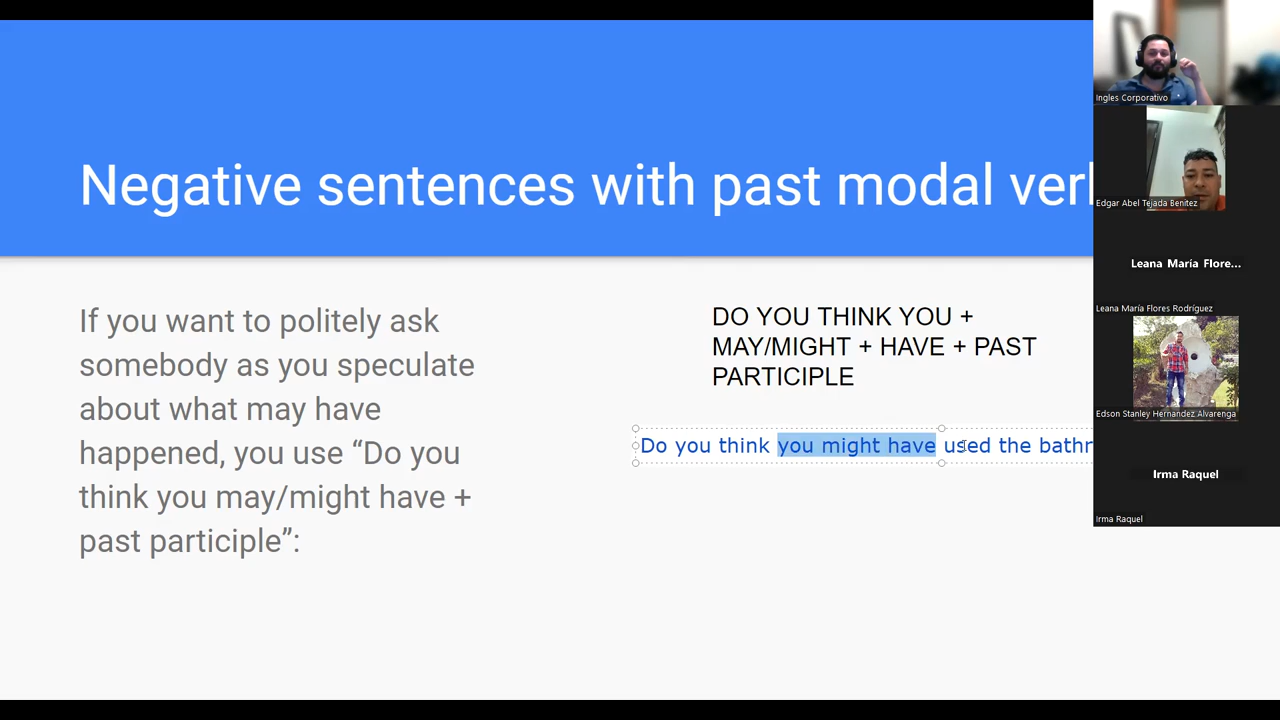 Negative sentences with past modal
If you want to politely ask
somebody as you speculate
about what may have
happened, you use “Do you
think you may/might have +
past participle”:
DO YOU THINK YOU +
MAY/MIGHT + HAVE + PAST
PARTICIPLE
Do you think you might have used the
Ingles Corporativo
Edgar Abel Tejada Benitez
Leana María Flore...
Leana María Flores Rodríguez
Edson Stanley Hernandez Alvarenga
Irma Raquel
Irma Raquel